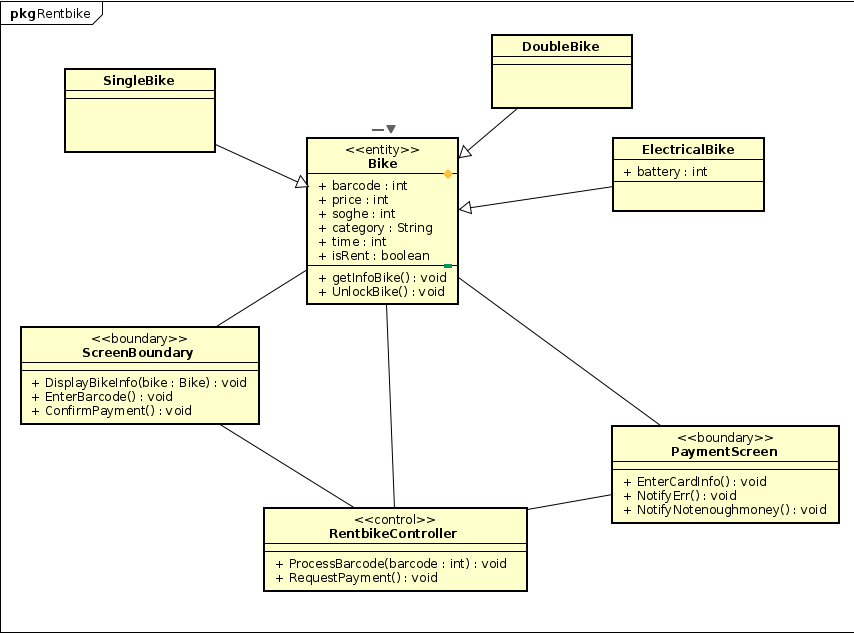 pkg Rentbike
SingleBike
DoubleBike
<<entity>>
Bike
+ barcode : int
+ price : int
+ soghe : int
+ category : String
+ time : int
+ isRent : boolean
+ getInfoBike() : void
+ UnlockBike() : void
ElectricalBike
+ battery : int
<<boundary>>
ScreenBoundary
+ DisplayBikeInfo(bike : Bike) : void
+ EnterBarcode() : void
+ ConfirmPayment() : void
<<boundary>>
PaymentScreen
+ EnterCardInfo() : void
+ NotifyErr() : void
+ NotifyNotenoughmoney() : void
<<control>>
RentbikeController
+ ProcessBarcode(barcode : int) : void
+ RequestPayment() : void